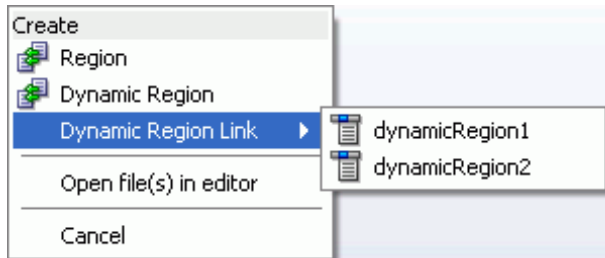 Create
Region
Dynamic Region
Dynamic Region Link
dynamicRegion1
dynamicRegion2
Open file(s) in editor
Cancel